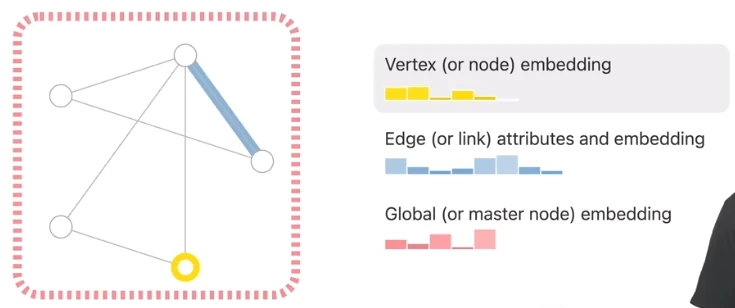 Vertex (or node) embedding
Edge (or link) attributes and embedding
Global (or master node) embedding